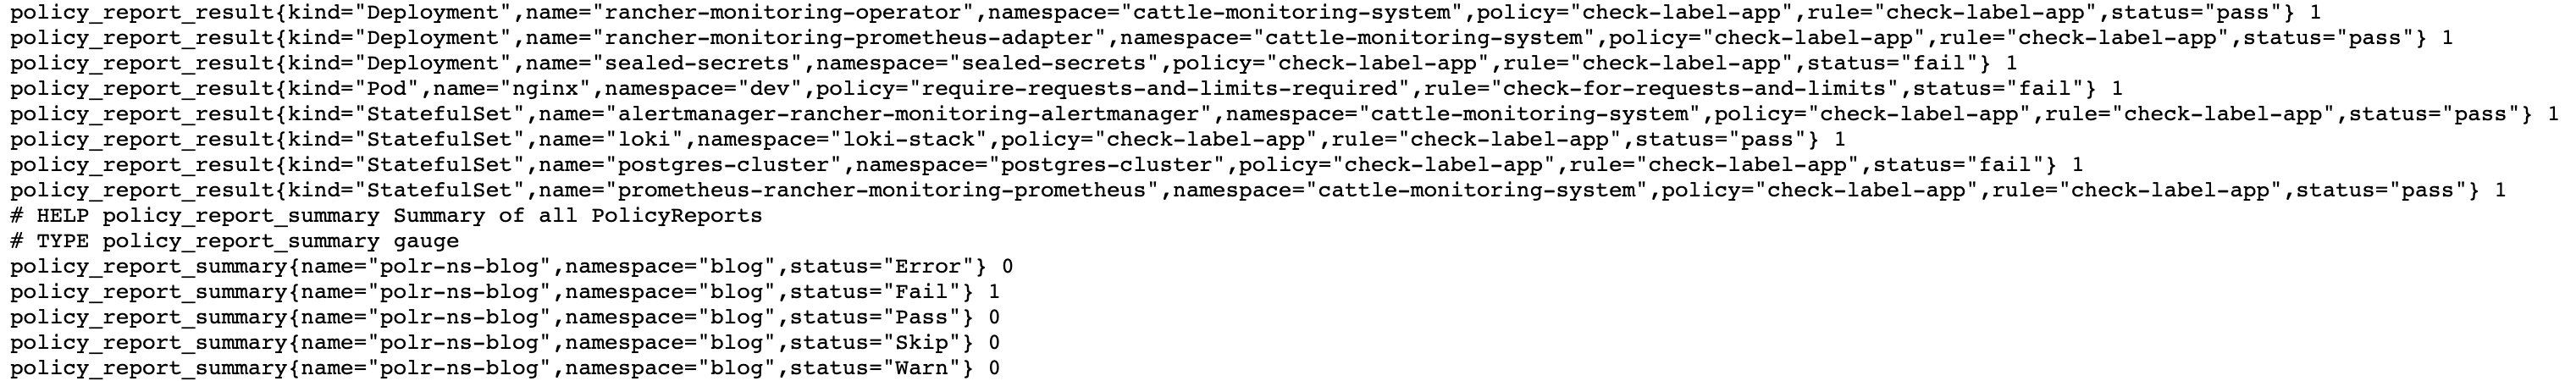 policy_report_result{kind="Deployment",name="rancher-monitoring-operator",namespace="cattle-monitoring-system",policy="check-label-app",rule="check-label-app",status="pass"} 1
policy_report_result{kind="Deployment",name="rancher-monitoring-prometheus-adapter",namespace="cattle-monitoring-system",policy="check-label-app",rule="check-label-app",status="pass"} 1
policy_report_result{kind="Deployment",name="sealed-secrets",namespace="sealed-secrets",policy="check-label-app",rule="check-label-app",status="fail"} 1
policy_report_result{kind="Pod",name="nginx",namespace="dev",policy="require-requests-and-limits-required",rule="check-for-requests-and-limits",status="fail"} 1
policy_report_result{kind="StatefulSet",name="alertmanager-rancher-monitoring-alertmanager",namespace="cattle-monitoring-system",policy="check-label-app",rule="check-label-app",status="pass"} 1
policy_report_result{kind="StatefulSet",name="loki",namespace="loki-stack",policy="check-label-app",rule="check-label-app",status="pass"} 1
policy_report_result{kind="StatefulSet",name="postgres-cluster",namespace="postgres-cluster",policy="check-label-app",rule="check-label-app",status="fail"} 1
policy_report_result{kind="StatefulSet",name="prometheus-rancher-monitoring-prometheus",namespace="cattle-monitoring-system",policy="check-label-app",rule="check-label-app",status="pass"} 1
# HELP policy_report_summary Summary of all PolicyReports
# TYPE policy_report_summary gauge
policy_report_summary{name="polr-ns-blog",namespace="blog",status="Error"} 0
policy_report_summary{name="polr-ns-blog",namespace="blog",status="Fail"} 1
policy_report_summary{name="polr-ns-blog",namespace="blog",status="Pass"} 0
policy_report_summary{name="polr-ns-blog",namespace="blog",status="Skip"} 0
policy_report_summary{name="polr-ns-blog",namespace="blog",status="Warn"} 0